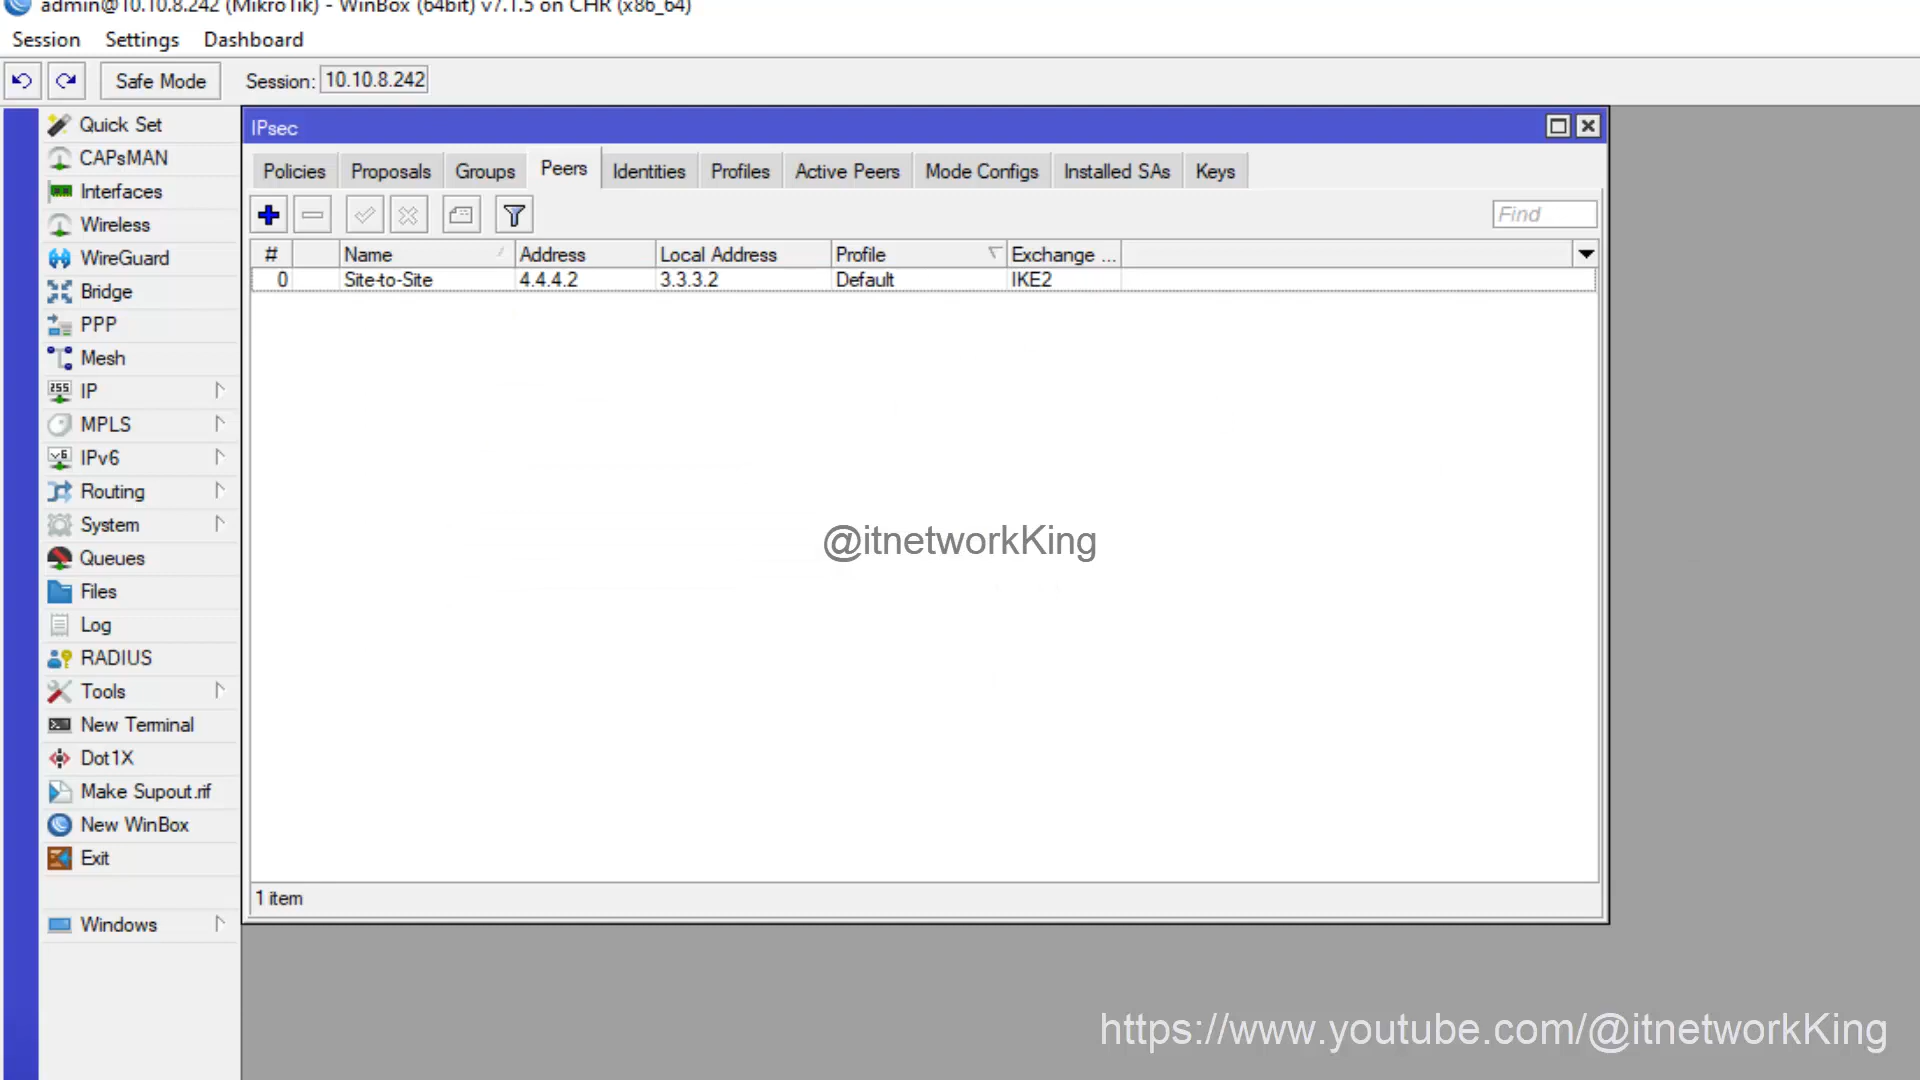 admin@10.10.8.242 (MikroTik) - WinBox (64bit) v7.1.5 on CHR (x86_64)
Session Settings Dashboard
Safe Mode Session: 10.10.8.242
Quick Set
CAPsMAN
Interfaces
Wireless
WireGuard
Bridge
PPP
Mesh
IP
MPLS
IPv6
Routing
System
Queues
Files
Log
RADIUS
Tools
New Terminal
Dot1X
Make Supout.rif
New WinBox
Exit
Windows
IPsec
Policies Proposals Groups Peers Identities Profiles Active Peers Mode Configs Installed SAs Keys
Find
# Name Address Local Address Profile Exchange ...
0 Site-to-Site 4.4.4.2 3.3.3.2 Default IKE2
@itnetworkKing
1 item
https://www.youtube.com/@itnetworkKing